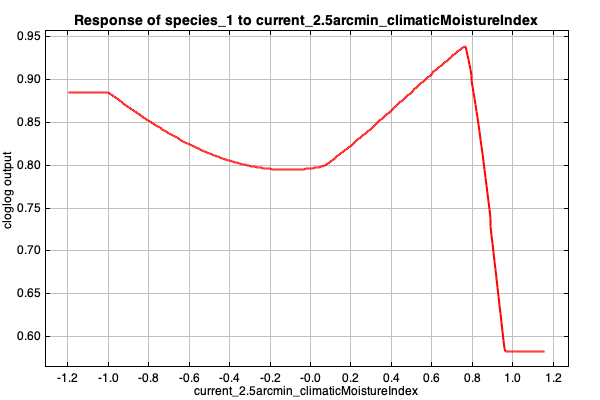 Response of species_1 to current_2.5arcmin_climaticMoistureIndex
0.95
0.90
0.85
0.80
0.75
0.70
0.65
0.60
cloglog output
-1.2 -1.0 -0.8 -0.6 -0.4 -0.2 -0.0 0.2 0.4 0.6 0.8 1.0 1.2
current_2.5arcmin_climaticMoistureIndex